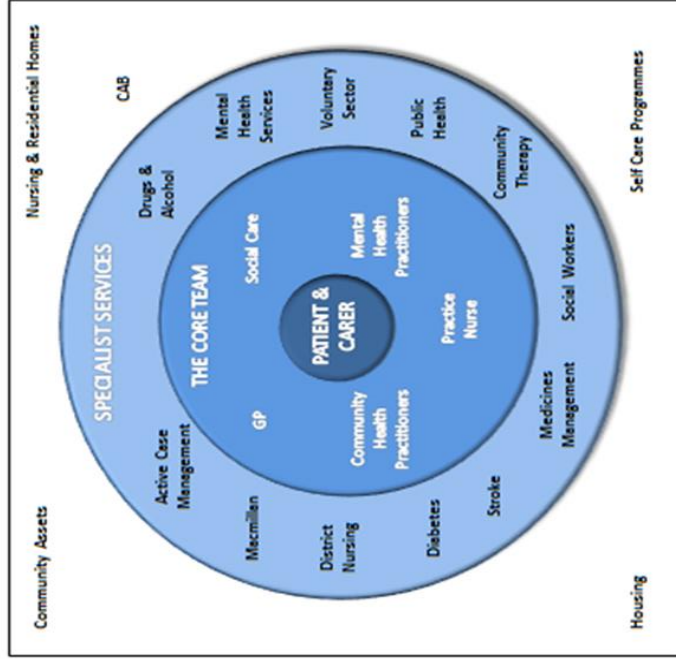 Community Assets
Nursing & Residential Homes
CAB
SPECIALIST SERVICES
Active Case
Management
Drugs &
Alcohol
Macmillan
Mental
Health
Services
District
Nursing
Voluntary
Sector
Diabetes
Public
Health
Stroke
Community
Therapy
Medicines
Management
Social Workers
THE CORE TEAM
GP
Social Care
Community
Health
Practitioners
Mental
Health
Practitioners
Practice
Nurse
PATIENT &
CARER
Housing
Self Care Programmes